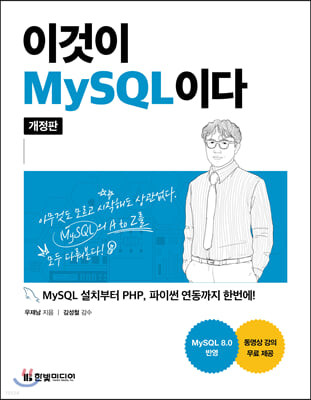 이것이
MySQL이다
개정판
아무것도 모르고 시작해도 상관없다.
MySQL의 A to Z를
모두 다뤄보다!
MySQL 설치부터 PHP, 파이썬 연동까지 한번에!
우재남 지음 | 김성철 감수
MySQL 8.0
반영
동영상 강의
무료 제공
한빛미디어